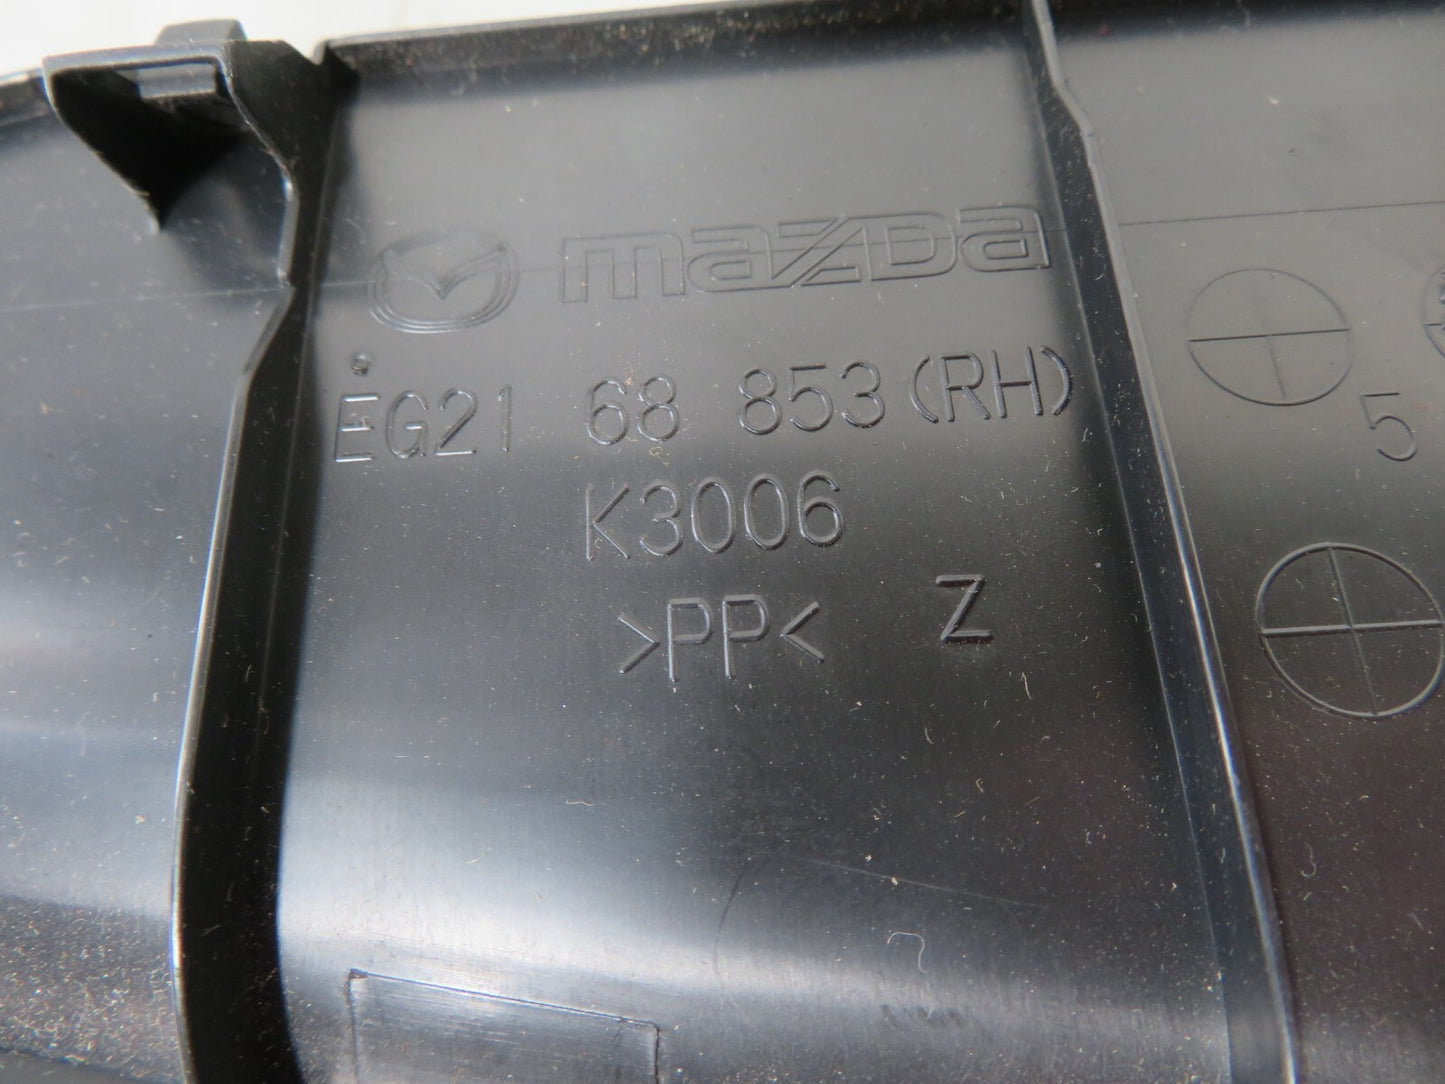 mazda
EG21 68 853 (RH)
K3006
>PP< Z
5